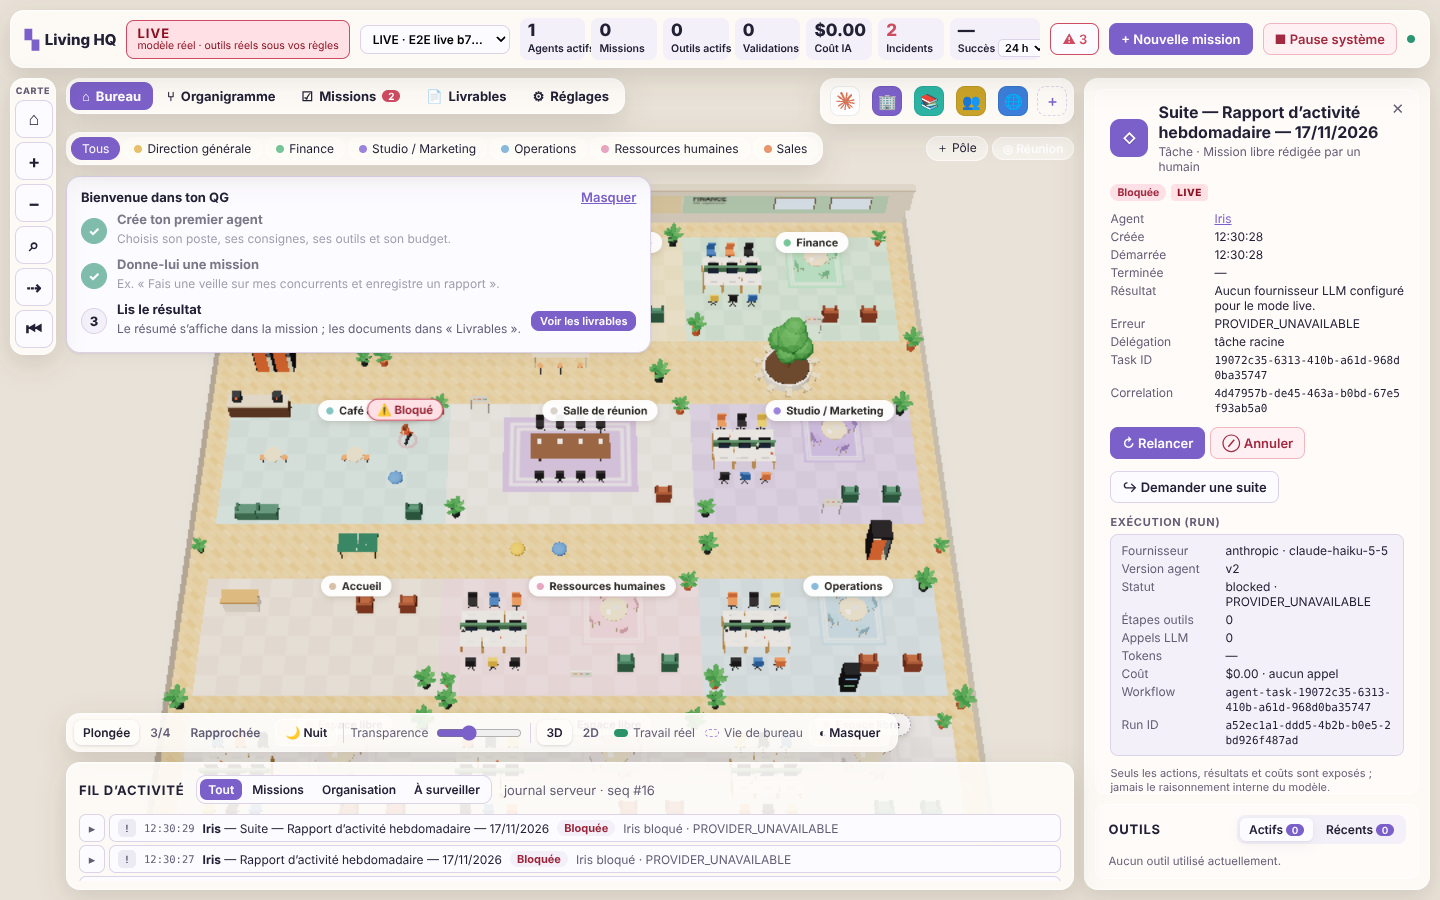 Living HQ
LIVE
modèle réel · outils réels sous vos règles
LIVE · E2E live b7...
1
Agents actifs
0
Missions
0
Outils actifs
0
Validations
$0.00
Coût IA
2
Incidents
—
Succès 24 h
⚠ 3
+ Nouvelle mission
Pause système
CARTE
Bureau
Organigramme
Missions 2
Livrables
Réglages
+
Tous
Direction générale
Finance
Studio / Marketing
Operations
Ressources humaines
Sales
+ Pôle
Réunion
Bienvenue dans ton QG
Masquer
Crée ton premier agent
Choisis son poste, ses consignes, ses outils et son budget.
Donne-lui une mission
Ex. « Fais une veille sur mes concurrents et enregistre un rapport ».
3
Lis le résultat
Le résumé s’affiche dans la mission ; les documents dans « Livrables ».
Voir les livrables
FINANCE
Finance
Café
⚠ Bloqué
Salle de réunion
Studio / Marketing
Accueil
Ressources humaines
Operations
Espace libre
Espace libre
Plongée
3/4
Rapprochée
Nuit
Transparence
3D
2D
Travail réel
Vie de bureau
Masquer
FIL D’ACTIVITÉ
Tout
Missions
Organisation
À surveiller
journal serveur · seq #16
! 12:30:29 Iris — Suite — Rapport d’activité hebdomadaire — 17/11/2026 Bloquée Iris bloqué · PROVIDER_UNAVAILABLE
! 12:30:27 Iris — Rapport d’activité hebdomadaire — 17/11/2026 Bloquée Iris bloqué · PROVIDER_UNAVAILABLE
Suite — Rapport d’activité
hebdomadaire — 17/11/2026
Tâche · Mission libre rédigée par un
humain
Bloquée LIVE
Agent Iris
Créée 12:30:28
Démarrée 12:30:28
Terminée —
Résultat Aucun fournisseur LLM configuré
pour le mode live.
Erreur PROVIDER_UNAVAILABLE
Délégation tâche racine
Task ID 19072c35-6313-410b-a61d-968d
0ba35747
Correlation 4d47957b-de45-463a-b0bd-67e5
f93ab5a0
Relancer
Annuler
Demander une suite
EXÉCUTION (RUN)
Fournisseur anthropic · claude-haiku-5-5
Version agent v2
Statut blocked ·
PROVIDER_UNAVAILABLE
Étapes outils 0
Appels LLM 0
Tokens —
Coût $0.00 · aucun appel
Workflow agent-task-19072c35-6313-
410b-a61d-968d0ba35747
Run ID a52ec1a1-ddd5-4b2b-b0e5-2
bd926f487ad
Seuls les actions, résultats et coûts sont exposés ;
jamais le raisonnement interne du modèle.
OUTILS
Actifs 0
Récents 0
Aucun outil utilisé actuellement.